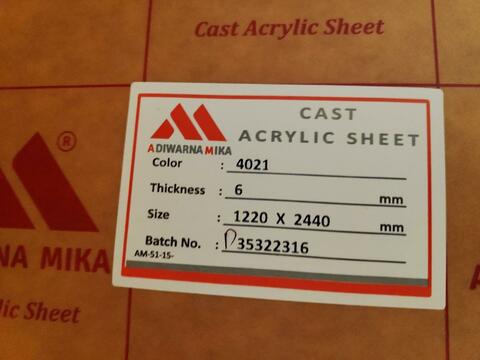 Cast Acrylic Sheet
CAST
ACRYLIC SHEET
ADIWARNA MIKA
Color : 4021
Thickness : 6 mm
Size : 1220 X 2440 mm
Batch No. : 35322316
AM-51-15-
®
NA MIKA
ic Sheet
A